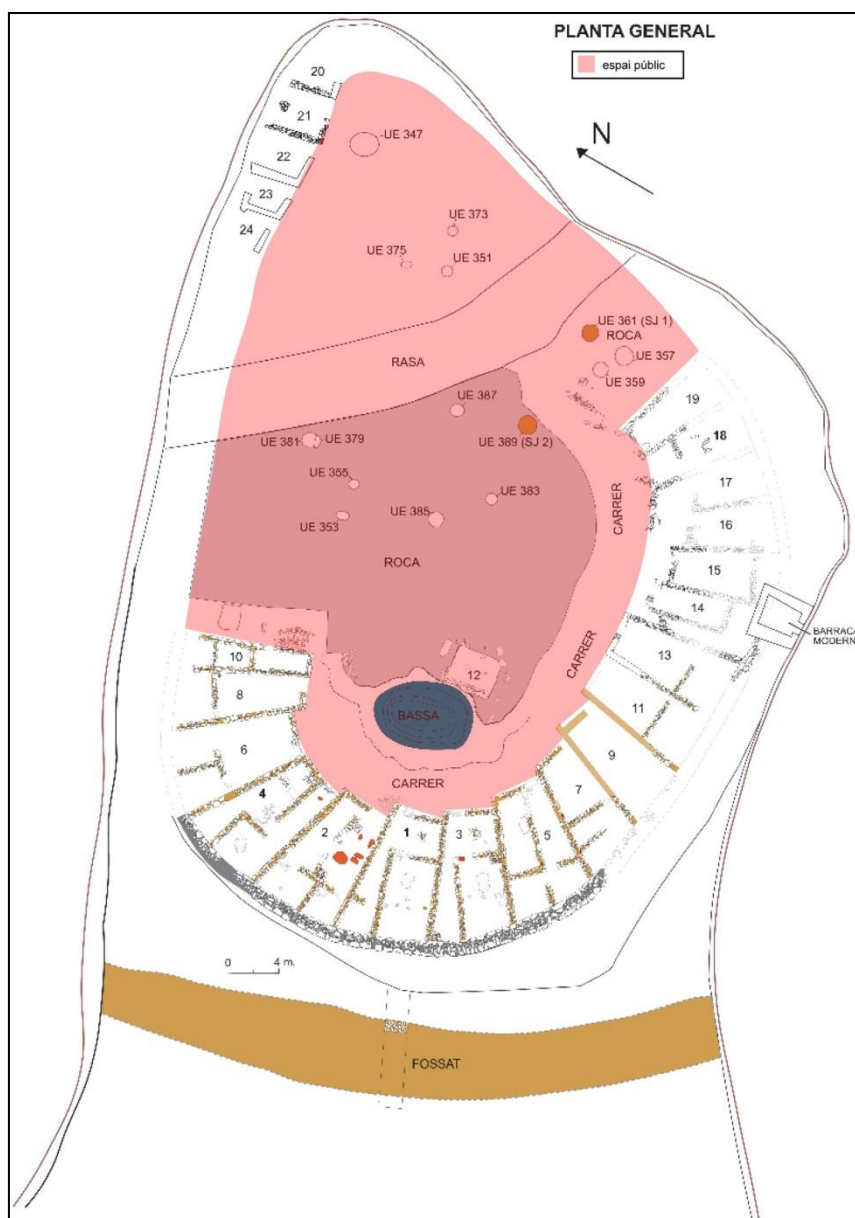 PLANTA GENERAL
espai públic
N
20
21
22
23
24
UE 347
UE 373
UE 375
UE 351
UE 361 (SJ 1)
ROCA
UE 357
UE 359
RASA
UE 387
UE 389 (SJ 2)
UE 381
UE 379
UE 355
UE 383
UE 353
UE 385
ROCA
CARRER
19
18
17
16
15
14
BARRACA
MODERN
13
CARRER
12
11
10
8
BASSA
9
6
CARRER
7
4
2
1
3
5
0 4 m.
FOSSAT